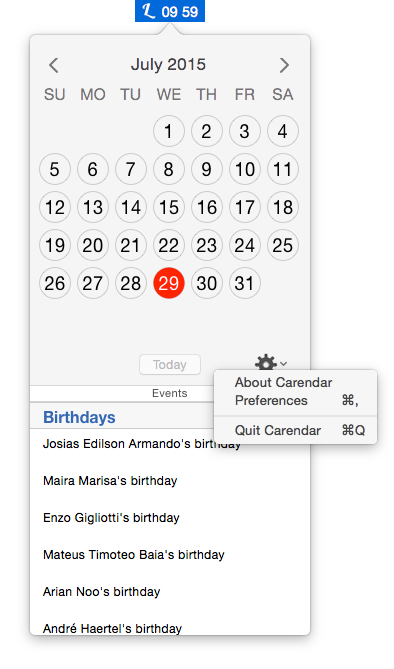 09 59
July 2015
SU MO TU WE TH FR SA
1 2 3 4
5 6 7 8 9 10 11
12 13 14 15 16 17 18
19 20 21 22 23 24 25
26 27 28 29 30 31
Today
About Carendar
Preferences ⌘,
Quit Carendar ⌘Q
Events
Birthdays
Josias Edilson Armando's birthday
Maira Marisa's birthday
Enzo Gigliotti's birthday
Mateus Timoteo Baia's birthday
Arian Noo's birthday
André Haertel's birthday